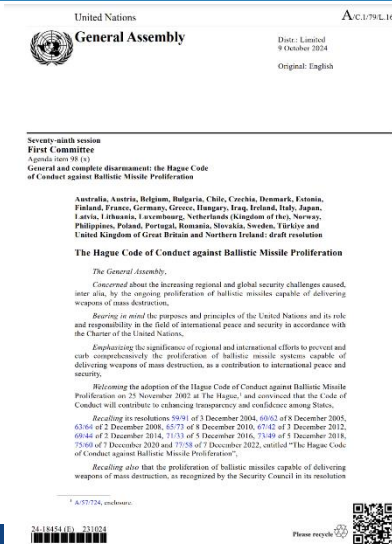 United Nations
A/C.1/79/L.16
General Assembly
Distr.: Limited
9 October 2024
Original: English
Seventy-ninth session
First Committee
Agenda item 98 (x)
General and complete disarmament: the Hague Code
of Conduct against Ballistic Missile Proliferation
Australia, Austria, Belgium, Bulgaria, Chile, Czechia, Denmark, Estonia,
Finland, France, Germany, Greece, Hungary, Iraq, Ireland, Italy, Japan,
Latvia, Lithuania, Luxembourg, Netherlands (Kingdom of the), Norway,
Philippines, Poland, Portugal, Romania, Slovakia, Sweden, Türkiye and
United Kingdom of Great Britain and Northern Ireland: draft resolution
The Hague Code of Conduct against Ballistic Missile Proliferation
The General Assembly,
Concerned about the increasing regional and global security challenges caused,
inter alia, by the ongoing proliferation of ballistic missiles capable of delivering
weapons of mass destruction,
Bearing in mind the purposes and principles of the United Nations and its role
and responsibility in the field of international peace and security in accordance with
the Charter of the United Nations,
Emphasizing the significance of regional and international efforts to prevent and
curb comprehensively the proliferation of ballistic missile systems capable of
delivering weapons of mass destruction, as a contribution to international peace and
security,
Welcoming the adoption of the Hague Code of Conduct against Ballistic Missile
Proliferation on 25 November 2002 at The Hague,¹ and convinced that the Code of
Conduct will contribute to enhancing transparency and confidence among States,
Recalling its resolutions 59/91 of 3 December 2004, 60/62 of 8 December 2005,
63/64 of 2 December 2008, 65/73 of 8 December 2010, 67/42 of 3 December 2012,
69/44 of 2 December 2014, 71/33 of 5 December 2016, 73/49 of 5 December 2018,
75/60 of 7 December 2020 and 77/58 of 7 December 2022, entitled “The Hague Code
of Conduct against Ballistic Missile Proliferation”,
Recalling also that the proliferation of ballistic missiles capable of delivering
weapons of mass destruction, as recognized by the Security Council in its resolution
¹ A/57/724, enclosure.
24-18454 (E) 231024
Please recycle